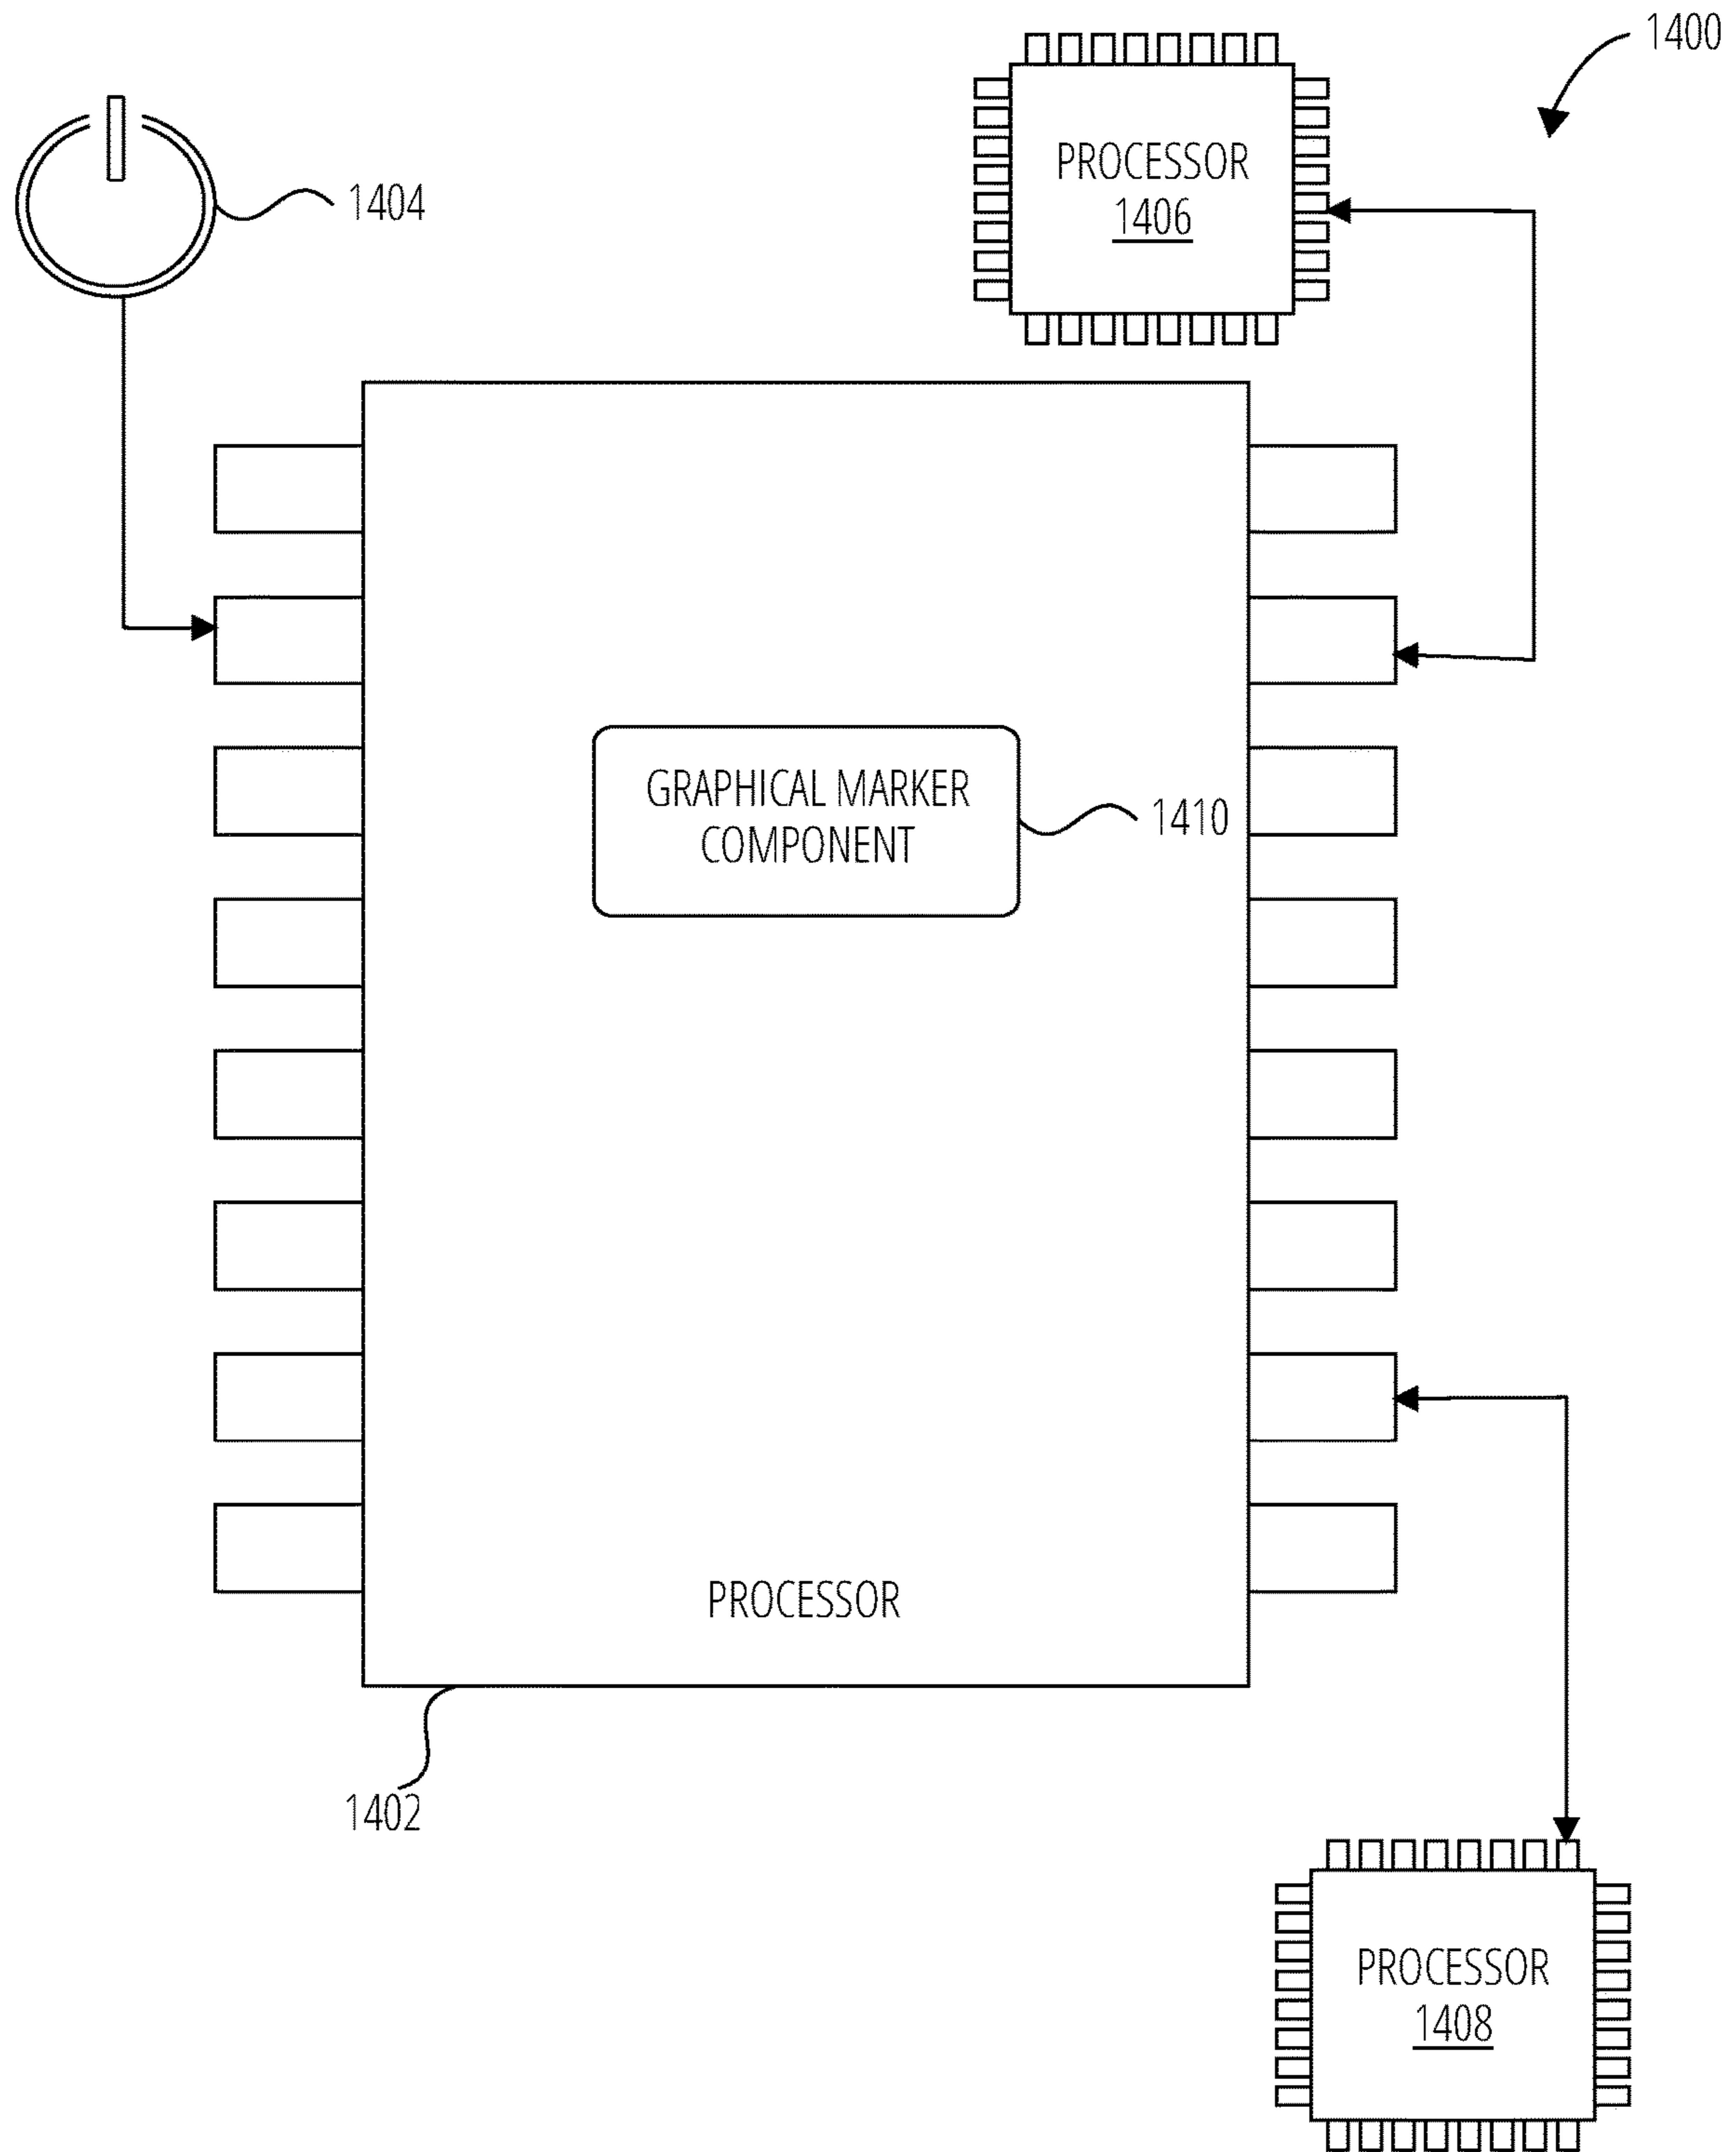 1400
PROCESSOR
1406
1404
GRAPHICAL MARKER
COMPONENT
1410
PROCESSOR
1402
PROCESSOR
1408